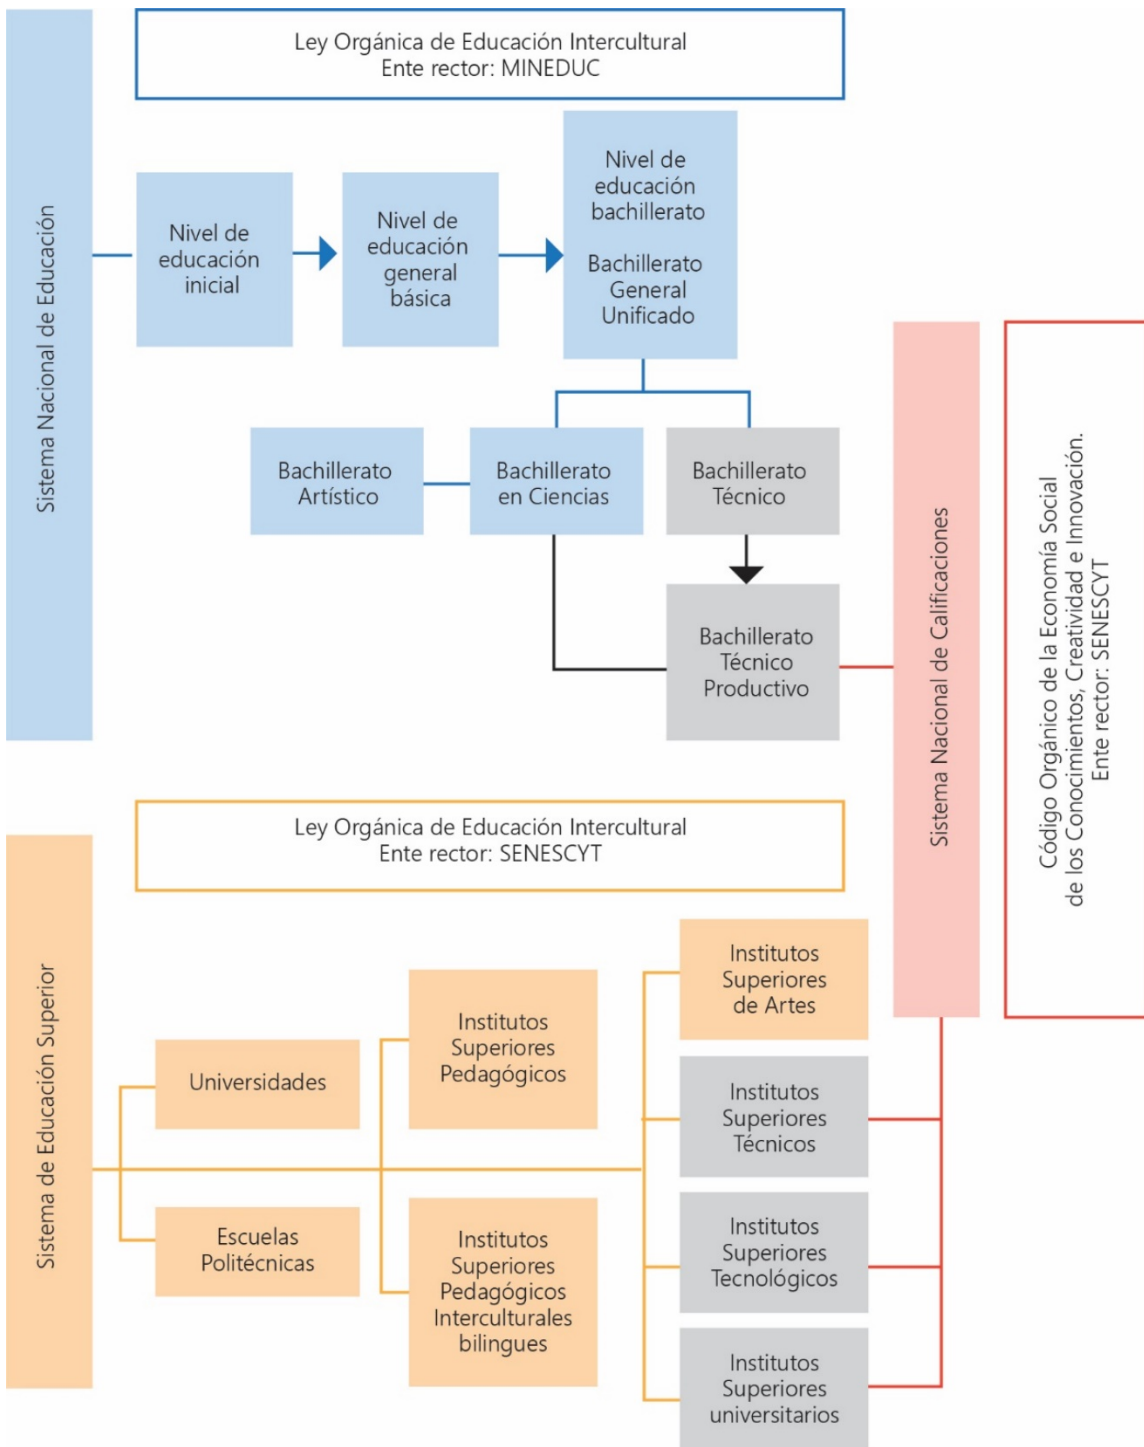 Ley Orgánica de Educación Intercultural
Ente rector: MINEDUC
Sistema Nacional de Educación
Nivel de
educación
inicial
Nivel de
educación
general
básica
Nivel de
educación
bachillerato
Bachillerato
General
Unificado
Bachillerato
Artístico
Bachillerato
en Ciencias
Bachillerato
Técnico
Bachillerato
Técnico
Productivo
Sistema Nacional de Calificaciones
Código Orgánico de la Economía Social
de los Conocimientos, Creatividad e Innovación.
Ente rector: SENESCYT
Ley Orgánica de Educación Intercultural
Ente rector: SENESCYT
Sistema de Educación Superior
Universidades
Escuelas
Politécnicas
Institutos
Superiores
Pedagógicos
Institutos
Superiores
Pedagógicos
Interculturales
bilingues
Institutos
Superiores
de Artes
Institutos
Superiores
Técnicos
Institutos
Superiores
Tecnológicos
Institutos
Superiores
universitarios